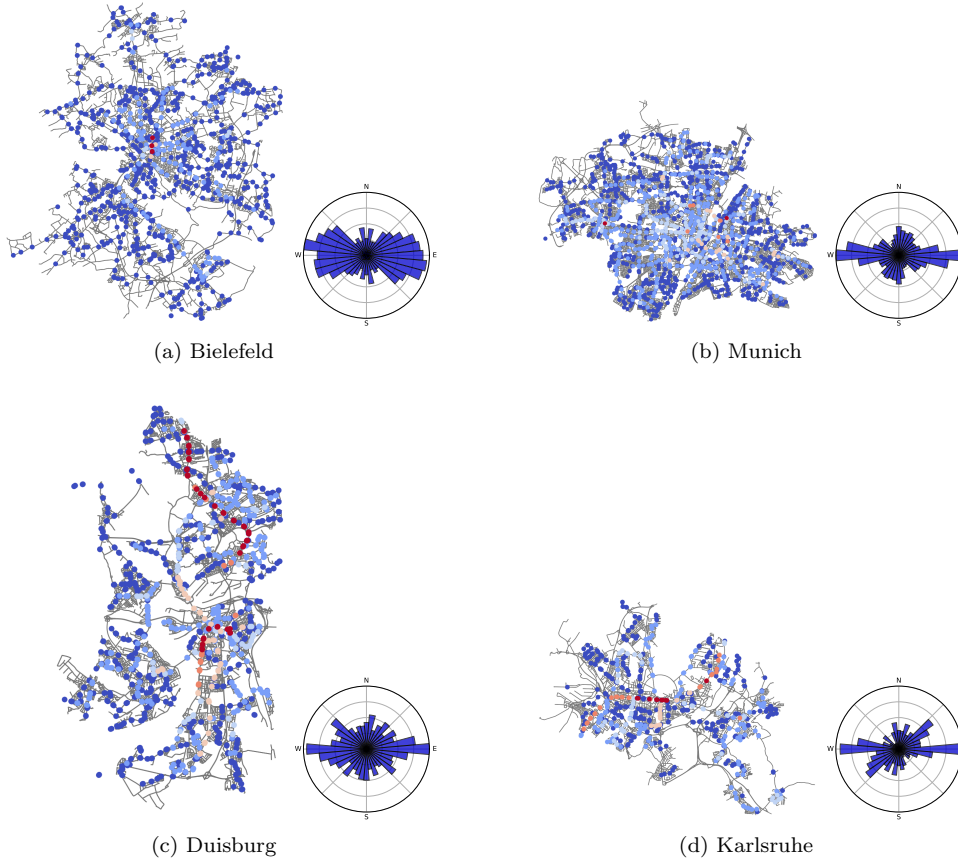 N
W
E
S
(a) Bielefeld
N
W
S
(b) Munich
N
W
E
S
(c) Duisburg
N
W
S
(d) Karlsruhe